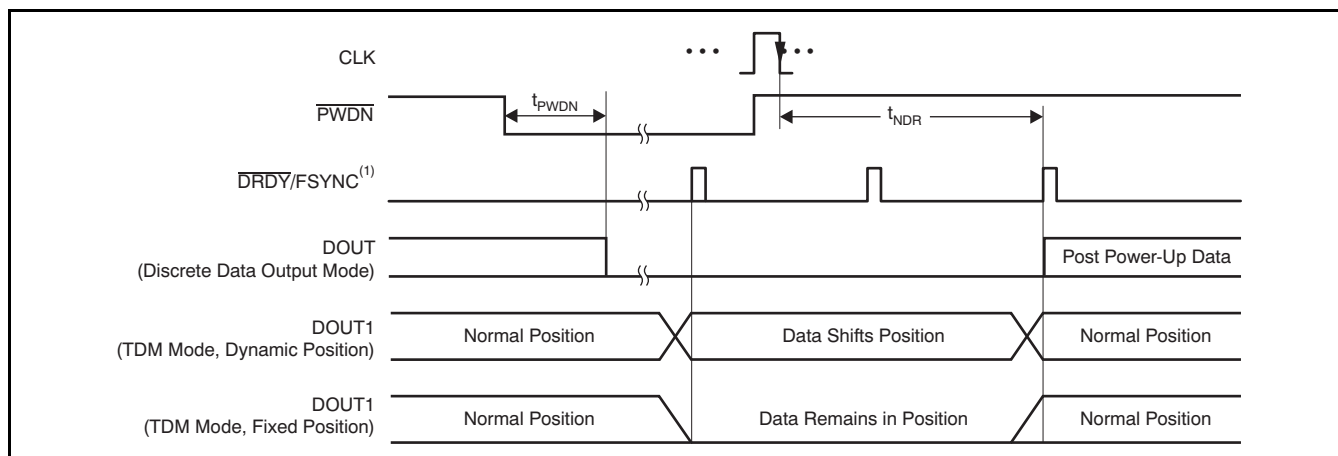 CLK
• • •
• • •
PWDN
tPWDN
tNDR
DRDY/FSYNC(1)
DOUT
(Discrete Data Output Mode)
Post Power-Up Data
DOUT1
(TDM Mode, Dynamic Position)
Normal Position
Data Shifts Position
Normal Position
DOUT1
(TDM Mode, Fixed Position)
Normal Position
Data Remains in Position
Normal Position